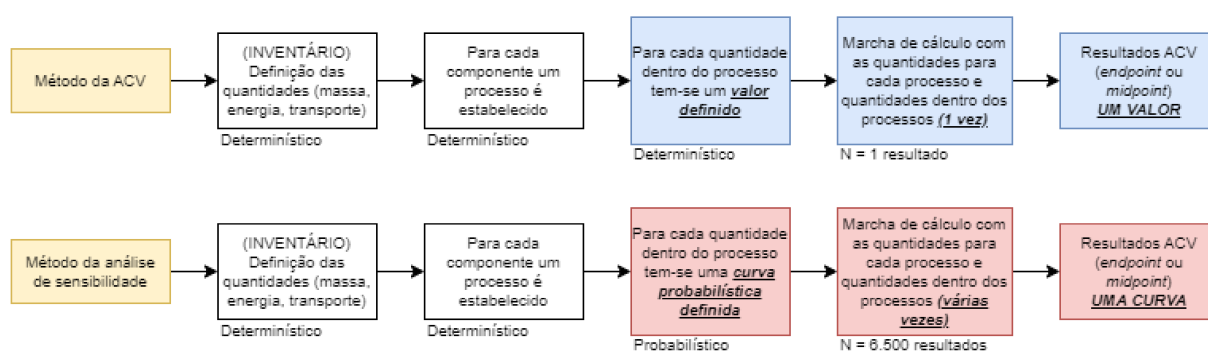 Método da ACV
(INVENTÁRIO)
Definição das
quantidades (massa,
energia, transporte)
Determinístico
Para cada
componente um
processo é
estabelecido
Determinístico
Para cada quantidade
dentro do processo
tem-se um valor
definido
Determinístico
Marcha de cálculo com
as quantidades para
cada processo e
quantidades dentro dos
processos (1 vez)
N = 1 resultado
Resultados ACV
(endpoint ou
midpoint)
UM VALOR
Método da análise
de sensibilidade
(INVENTÁRIO)
Definição das
quantidades (massa,
energia, transporte)
Determinístico
Para cada
componente um
processo é
estabelecido
Determinístico
Para cada quantidade
dentro do processo
tem-se uma curva
probabilística
definida
Probabilístico
Marcha de cálculo com
as quantidades para
cada processo e
quantidades dentro dos
processos (várias
vezes)
N = 6.500 resultados
Resultados ACV
(endpoint ou
midpoint)
UMA CURVA